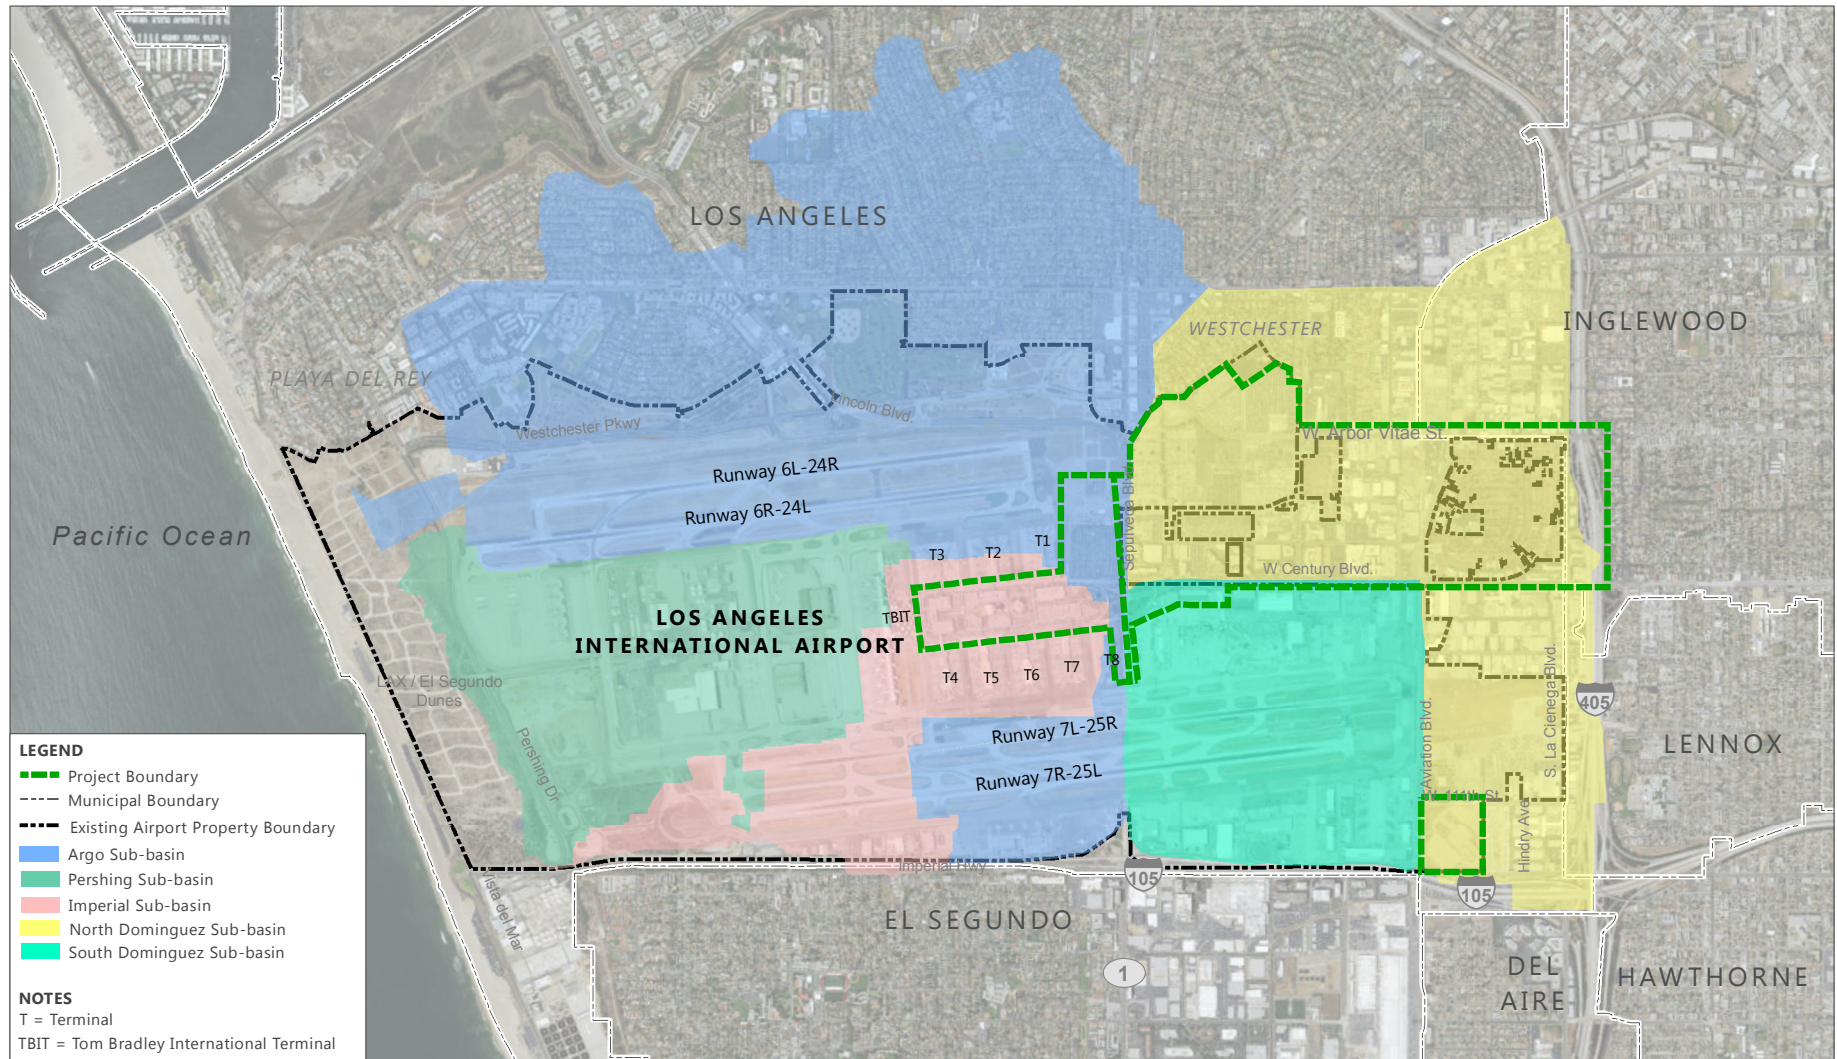 LOS ANGELES
WESTCHESTER
INGLEWOOD
PLAYA DEL REY
Lincoln Blvd.
Westchester Pkwy
W. Arbor Vitae St.
Runway 6L-24R
Runway 6R-24L
Sepulveda Blvd.
Pacific Ocean
T3
T2
T1
W Century Blvd.
LOS ANGELES
INTERNATIONAL AIRPORT
TBIT
T4
T5
T6
T7
T8
LAX / El Segundo
Dunes
Pershing Dr
Runway 7L-25R
Runway 7R-25L
Aviation Blvd.
S. La Cienega Blvd.
405
LENNOX
111th St.
Hindry Ave.
Imperial Hwy
105
105
Vista del Mar
EL SEGUNDO
1
DEL
AIRE
HAWTHORNE
LEGEND
Project Boundary
Municipal Boundary
Existing Airport Property Boundary
Argo Sub-basin
Pershing Sub-basin
Imperial Sub-basin
North Dominguez Sub-basin
South Dominguez Sub-basin
NOTES
T = Terminal
TBIT = Tom Bradley International Terminal